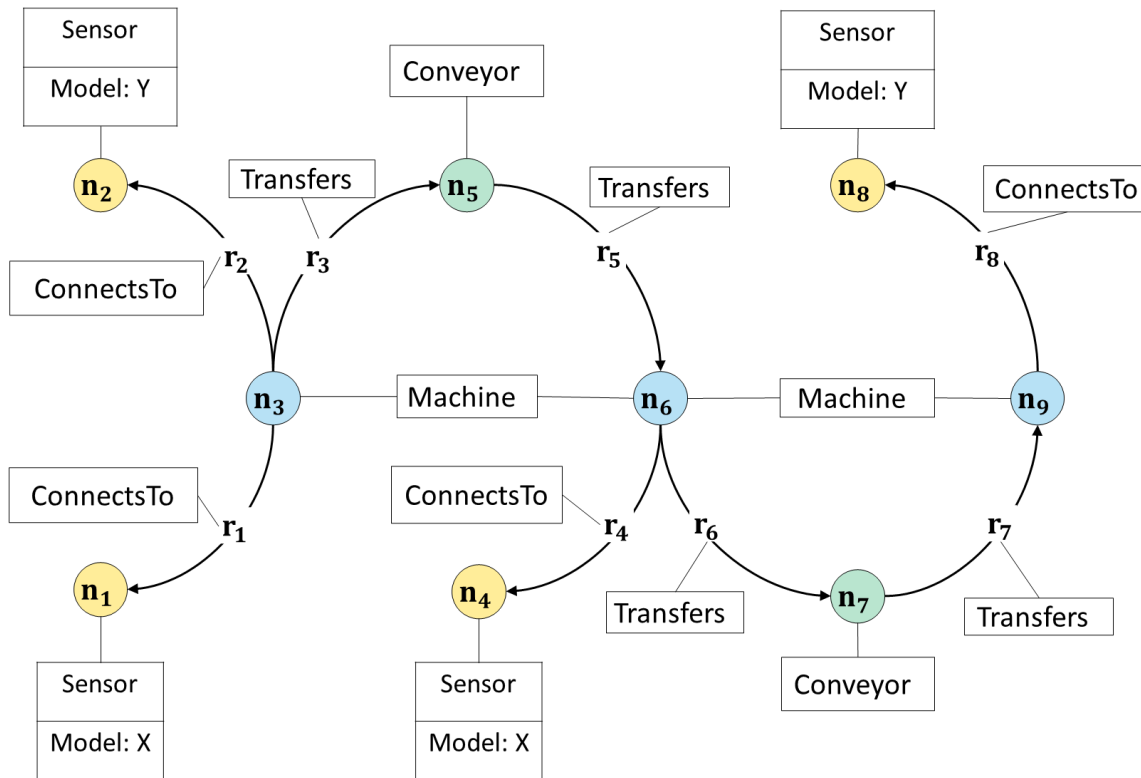 Sensor
Model: Y
Sensor
Model: Y
Conveyor
Transfers
Transfers
ConnectsTo
n₂
n₅
n₈
r₂
r₃
r₅
r₈
ConnectsTo
n₃
Machine
n₆
Machine
n₉
ConnectsTo
ConnectsTo
r₁
r₄
r₆
r₇
n₁
n₄
n₇
Transfers
Transfers
Sensor
Model: X
Sensor
Model: X
Conveyor